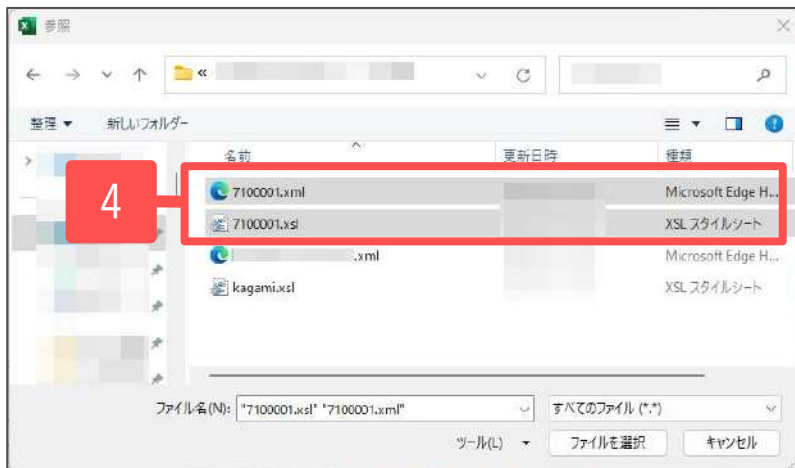 参照
«
整理 ▼ 新しいフォルダー
名前 更新日時 種類
4
7100001.xml Microsoft Edge H...
7100001.xsl XSL スタイルシート
.xml Microsoft Edge H...
kagami.xsl XSL スタイルシート
ファイル名(N): "7100001.xsl" "7100001.xml" すべてのファイル (*.*)
ツール(L) ▼ ファイルを選択 キャンセル